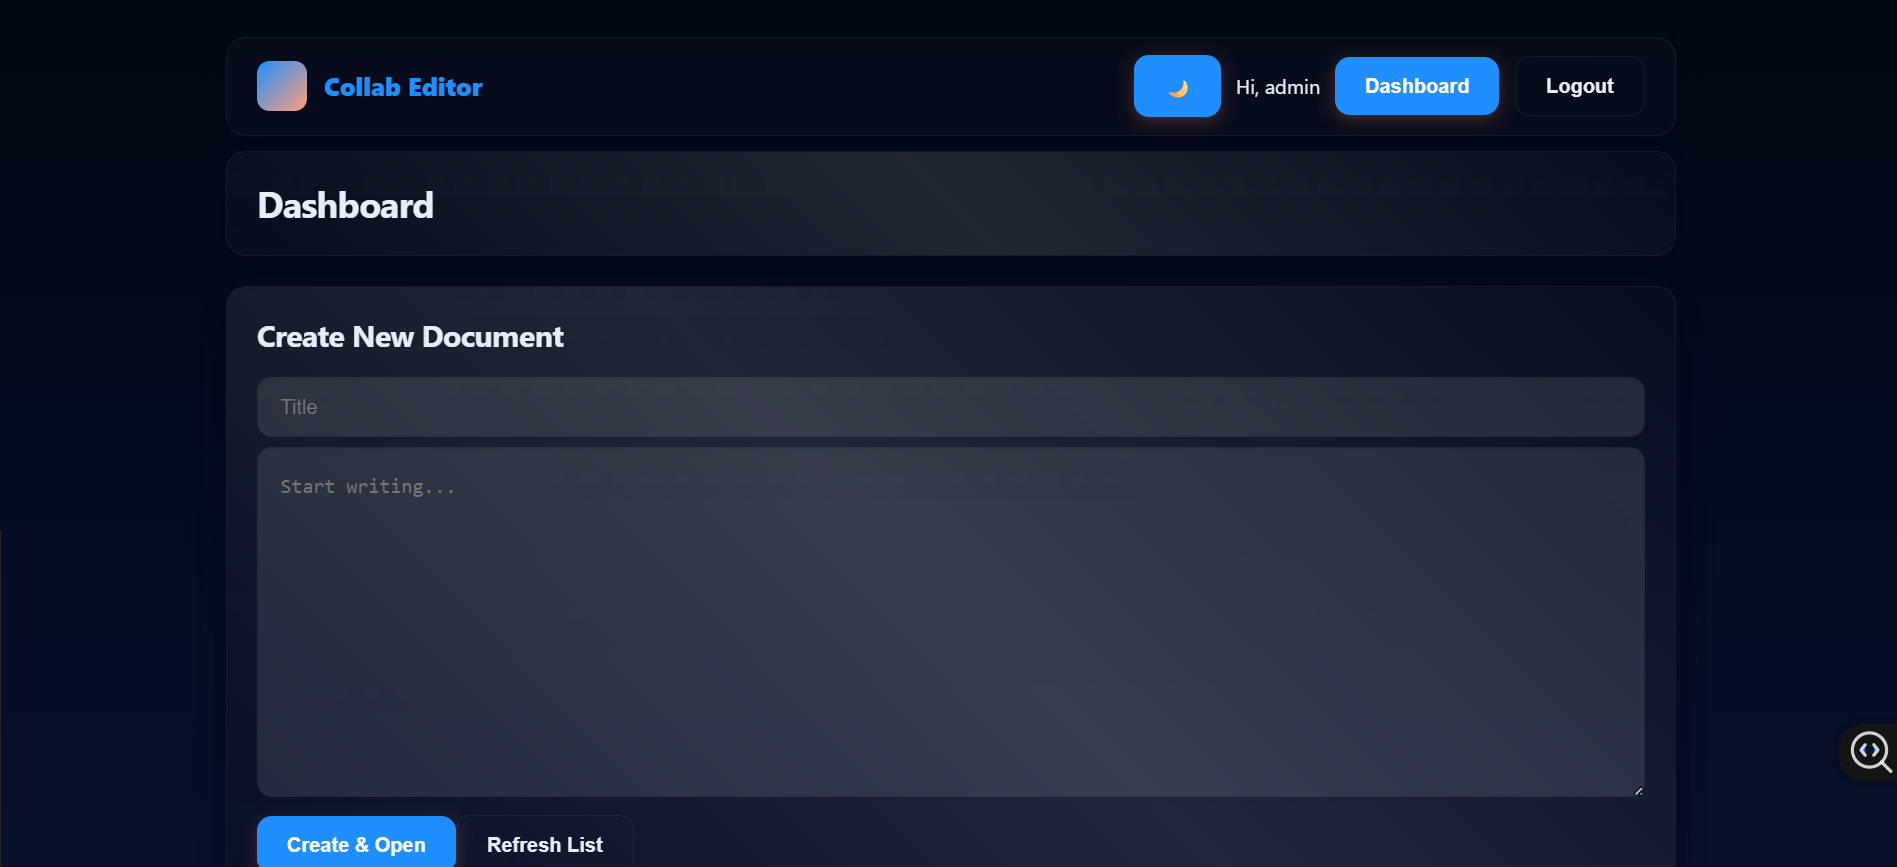 Collab Editor
Hi, admin
Dashboard
Logout
Dashboard
Create New Document
Title
Start writing...
Create & Open
Refresh List